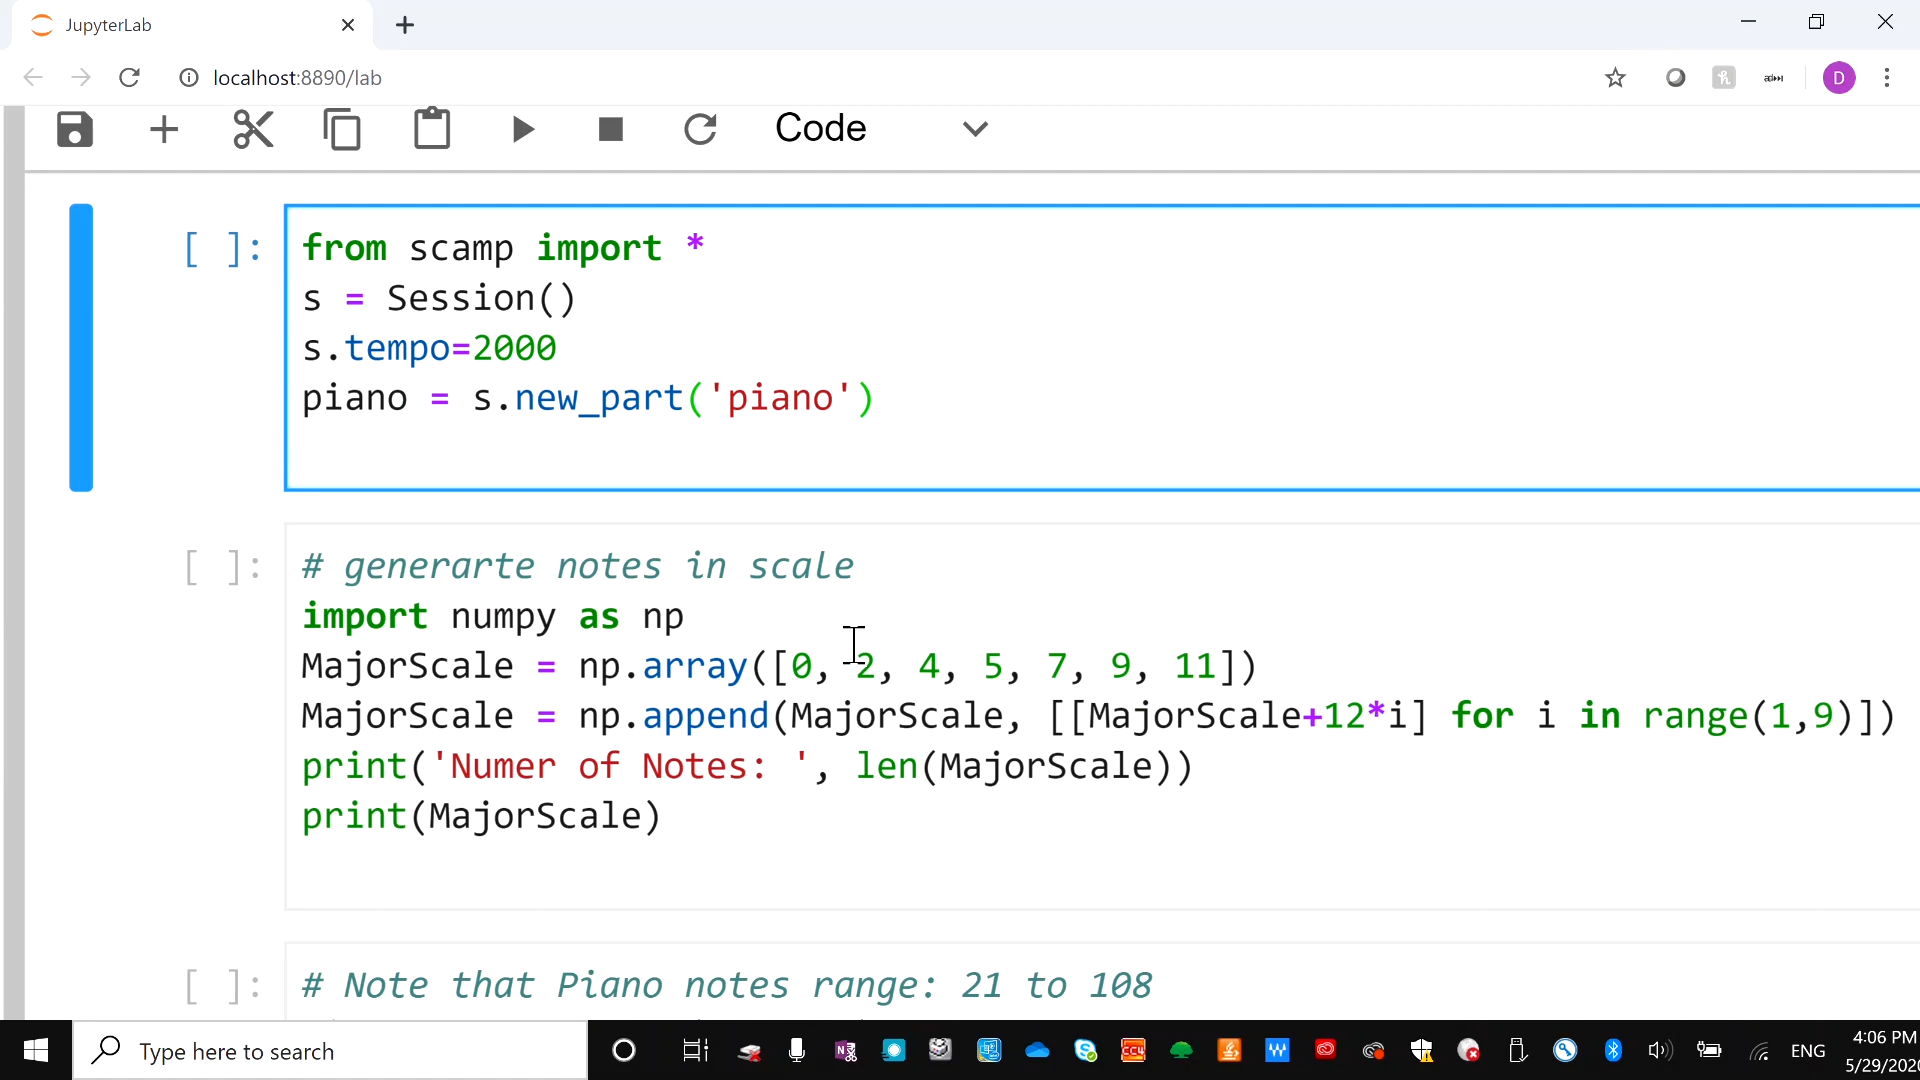 JupyterLab
localhost:8890/lab
D
Code
[ ]:
from scamp import *
s = Session()
s.tempo=2000
piano = s.new_part('piano')
[ ]:
# generarte notes in scale
import numpy as np
MajorScale = np.array([0, 2, 4, 5, 7, 9, 11])
MajorScale = np.append(MajorScale, [[MajorScale+12*i] for i in range(1,9)])
print('Numer of Notes: ', len(MajorScale))
print(MajorScale)
[ ]:
# Note that Piano notes range: 21 to 108
Type here to search
ENG
4:06 PM
5/29/202